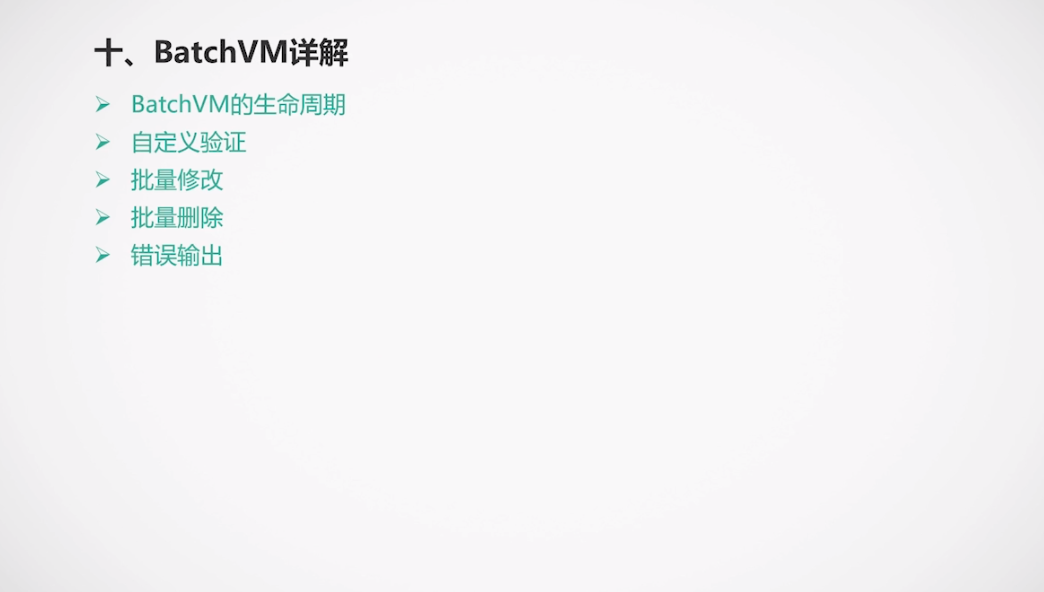 十、BatchVM详解
➢ BatchVM的生命周期
➢ 自定义验证
➢ 批量修改
➢ 批量删除
➢ 错误输出